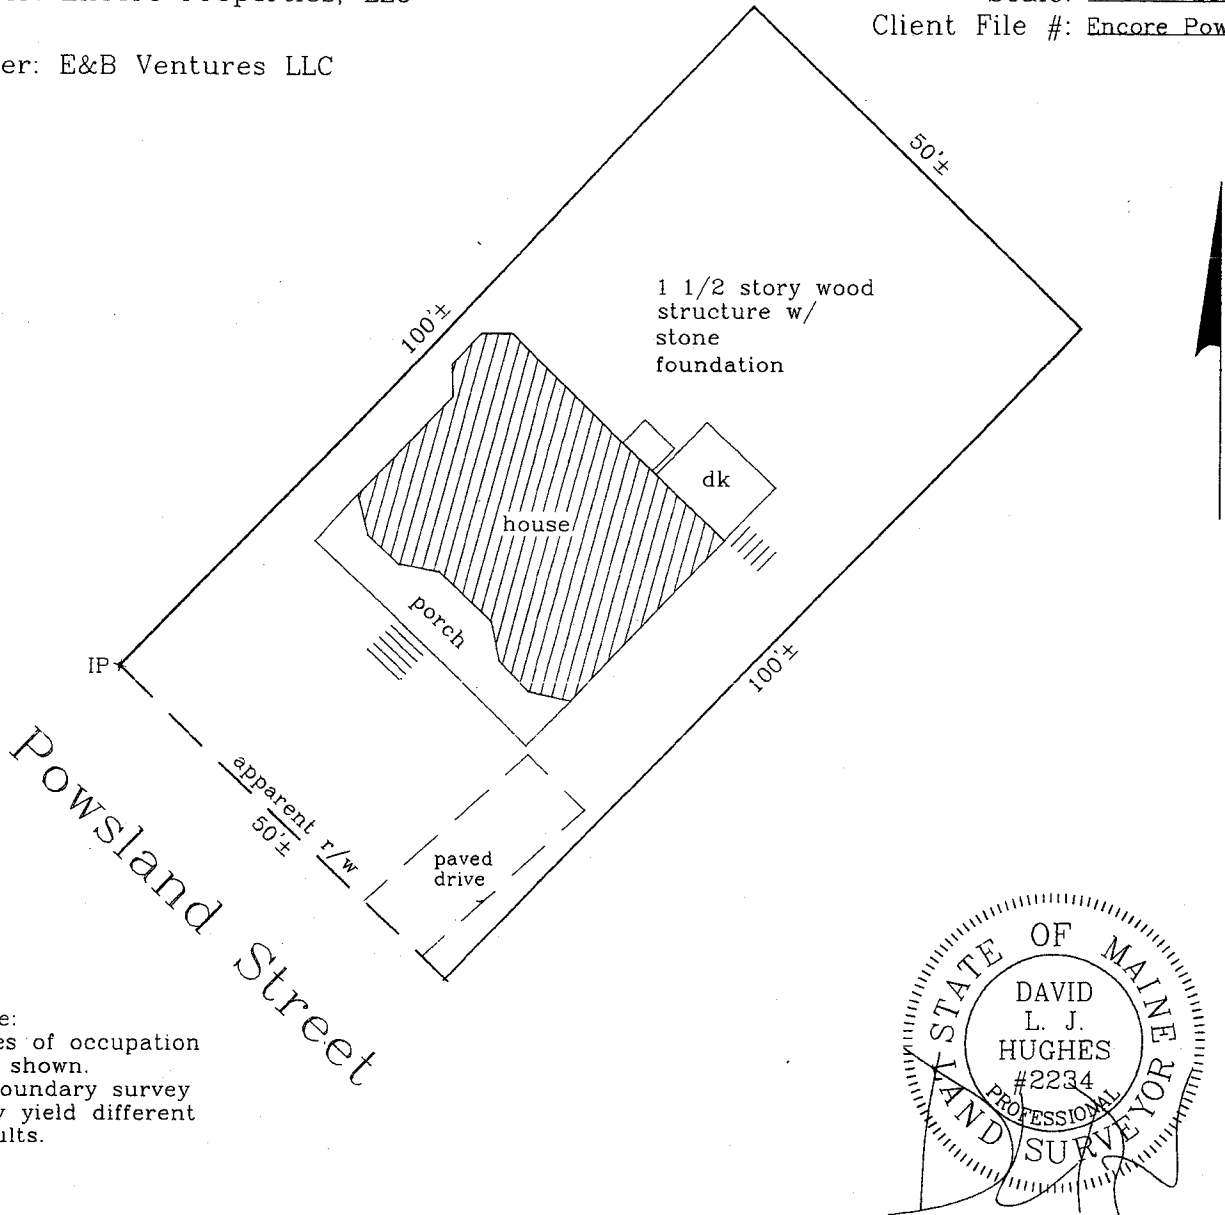 Client File #: Encore Pow
er: E&B Ventures LLC
50'±
100'±
1 1/2 story wood
structure w/
stone
foundation
dk
house
porch
100'±
IP
apparent r/w
50'±
Powsland Street
paved
drive
e:
es of occupation
shown.
oundary survey
y yield different
ults.
STATE OF MAINE
DAVID
L. J.
HUGHES
#2234
PROFESSIONAL
LAND SURVEYOR